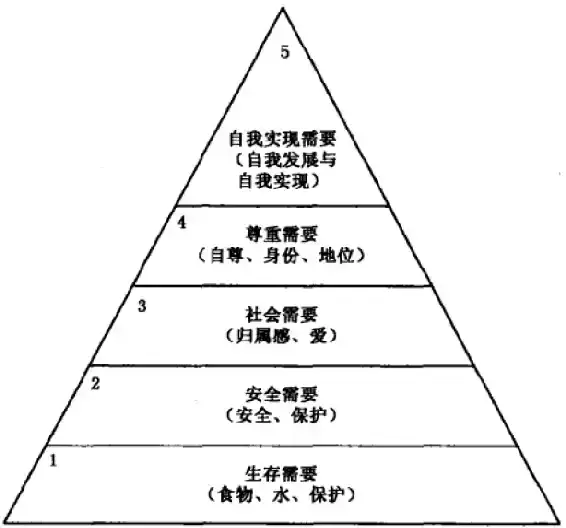 5
自我实现需要
(自我发展与
自我实现)
4
尊重需要
(自尊、身份、地位)
3
社会需要
(归属感、爱)
2
安全需要
(安全、保护)
1
生存需要
(食物、水、保护)